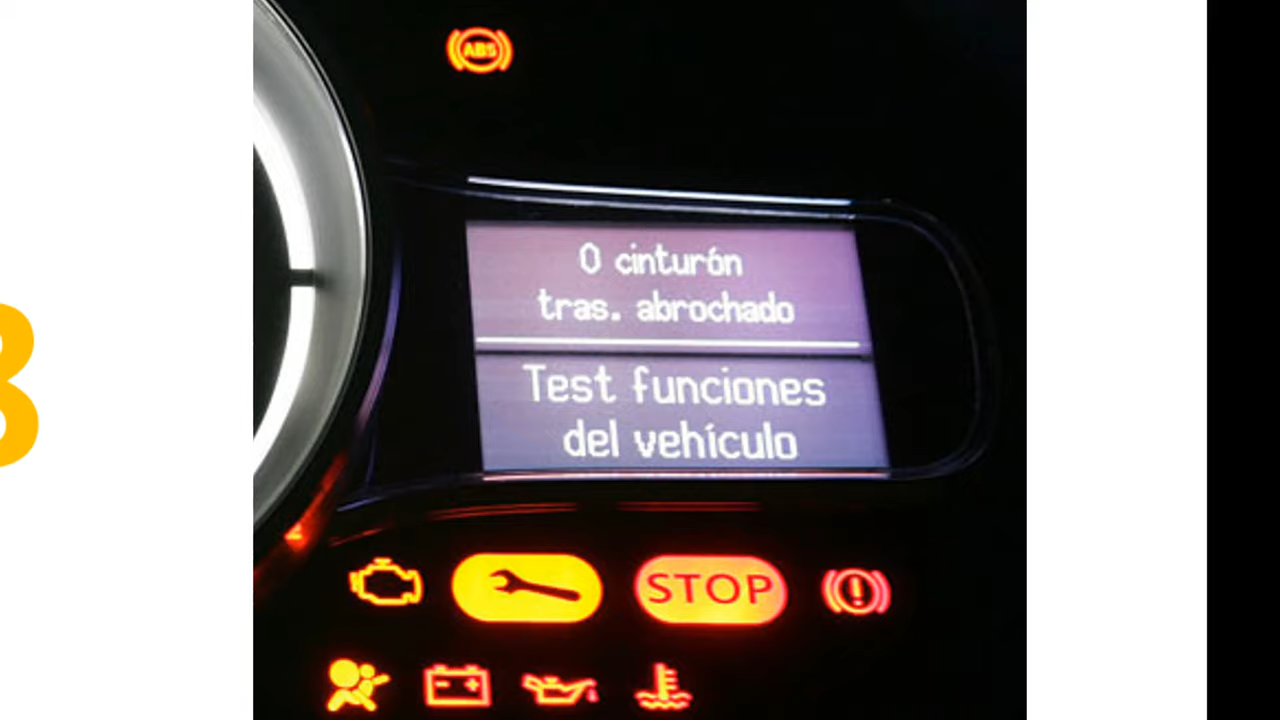 ABS
0 cinturón
tras. abrochado
Test funciones
del vehículo
STOP